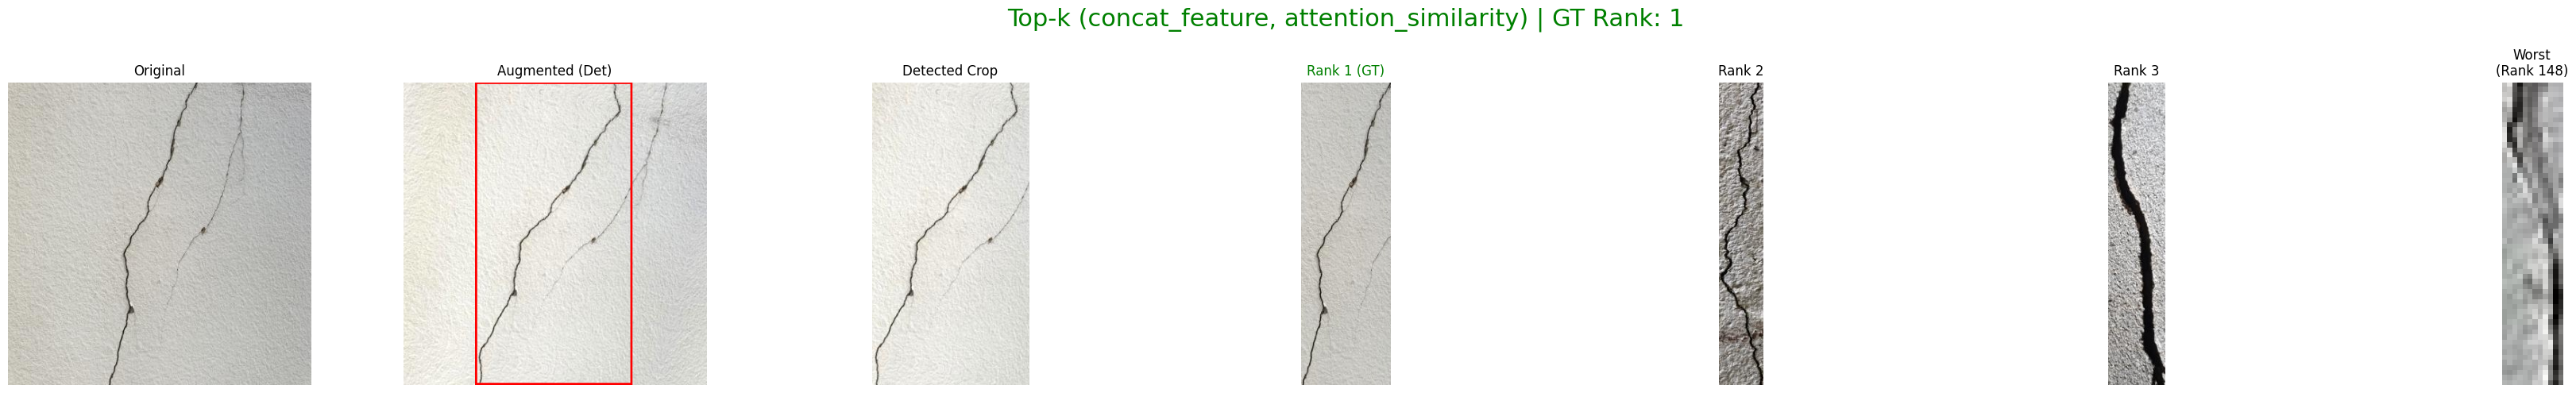 Top-k (concat_feature, attention_similarity) | GT Rank: 1
Original
Augmented (Det)
Detected Crop
Rank 1 (GT)
Rank 2
Rank 3
Worst
(Rank 148)